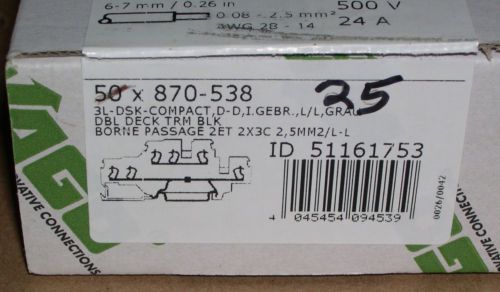 6-7 mm / 0.26 in
500 V
0.08 - 2.5 mm²
24 A
AWG 28 - 14
50 x 870-538
25
3L-DSK-COMPACT,D-D,I.GEBR.,L/L,GRAU
DBL DECK TRM BLK
BORNE PASSAGE 2ET 2X3C 2,5MM2/L-L
ID 51161753
4 045454 094539
0026/0042
WAGO
INNOVATIVE CONNECTIONS